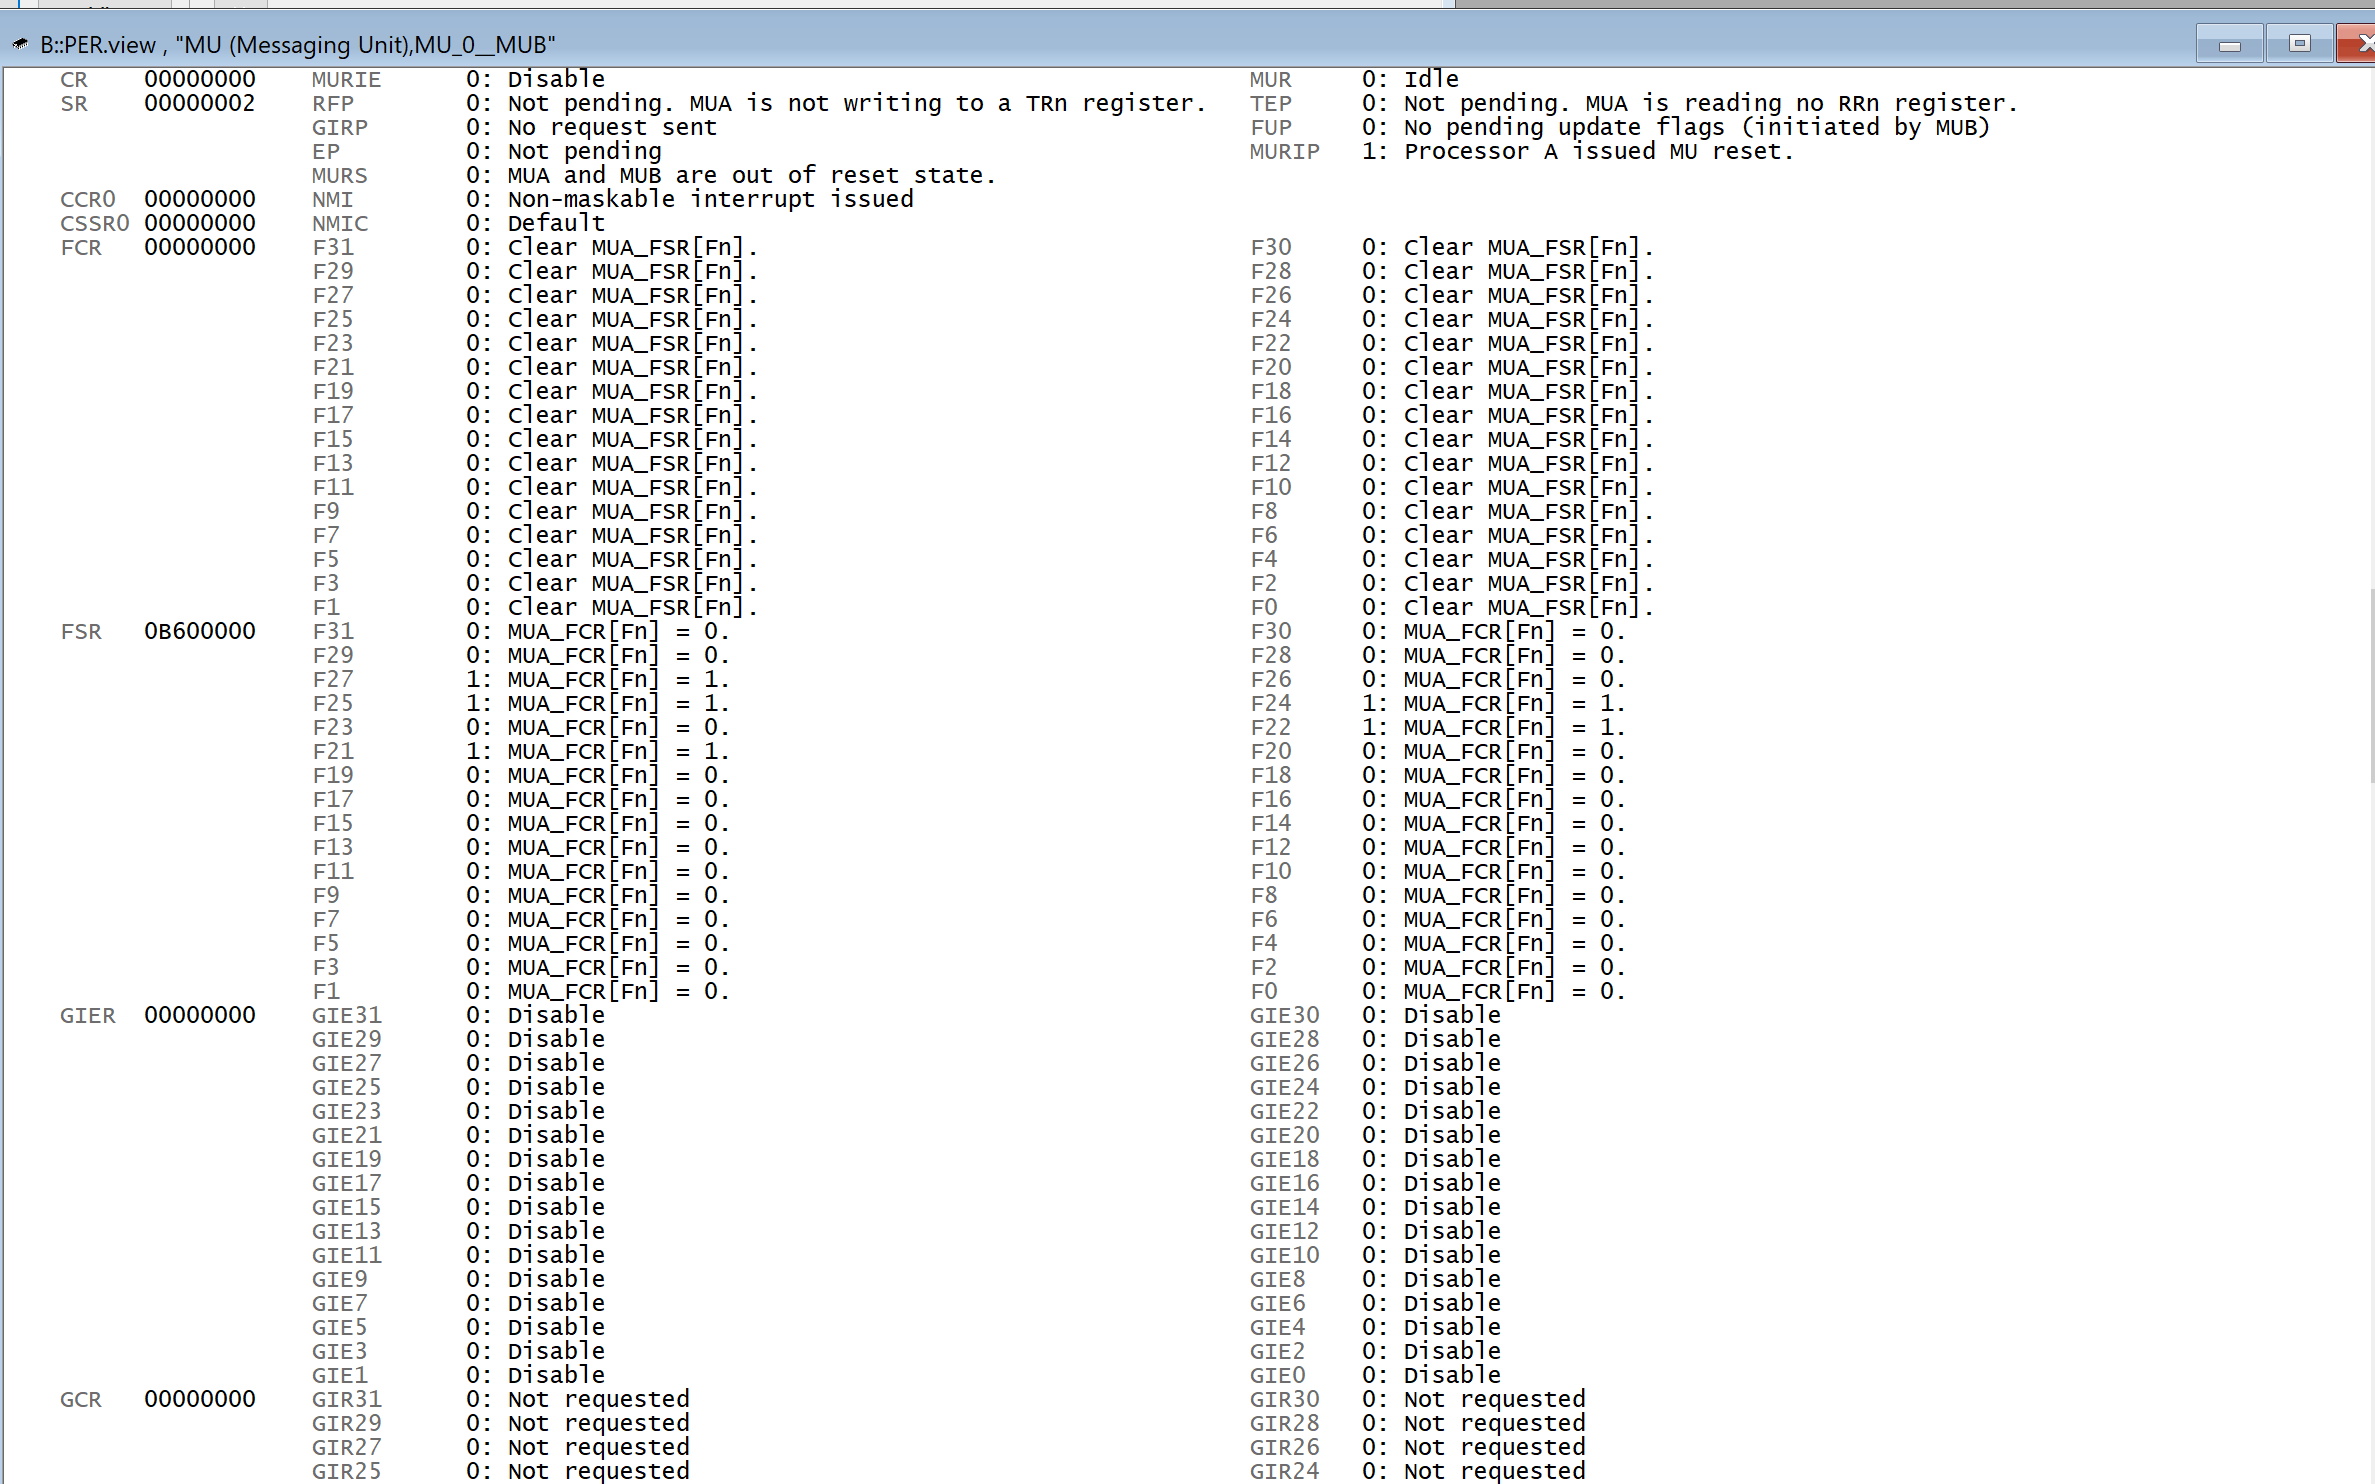 B::PER.view , "MU (Messaging Unit),MU_0__MUB"
CR 00000000 MURIE 0: Disable MUR 0: Idle
SR 00000002 RFP 0: Not pending. MUA is not writing to a TRn register. TEP 0: Not pending. MUA is reading no RRn register.
GIRP 0: No request sent FUP 0: No pending update flags (initiated by MUB)
EP 0: Not pending MURIP 1: Processor A issued MU reset.
MURS 0: MUA and MUB are out of reset state.
CCR0 00000000 NMI 0: Non-maskable interrupt issued
CSSR0 00000000 NMIC 0: Default
FCR 00000000 F31 0: Clear MUA_FSR[Fn]. F30 0: Clear MUA_FSR[Fn].
F29 0: Clear MUA_FSR[Fn]. F28 0: Clear MUA_FSR[Fn].
F27 0: Clear MUA_FSR[Fn]. F26 0: Clear MUA_FSR[Fn].
F25 0: Clear MUA_FSR[Fn]. F24 0: Clear MUA_FSR[Fn].
F23 0: Clear MUA_FSR[Fn]. F22 0: Clear MUA_FSR[Fn].
F21 0: Clear MUA_FSR[Fn]. F20 0: Clear MUA_FSR[Fn].
F19 0: Clear MUA_FSR[Fn]. F18 0: Clear MUA_FSR[Fn].
F17 0: Clear MUA_FSR[Fn]. F16 0: Clear MUA_FSR[Fn].
F15 0: Clear MUA_FSR[Fn]. F14 0: Clear MUA_FSR[Fn].
F13 0: Clear MUA_FSR[Fn]. F12 0: Clear MUA_FSR[Fn].
F11 0: Clear MUA_FSR[Fn]. F10 0: Clear MUA_FSR[Fn].
F9 0: Clear MUA_FSR[Fn]. F8 0: Clear MUA_FSR[Fn].
F7 0: Clear MUA_FSR[Fn]. F6 0: Clear MUA_FSR[Fn].
F5 0: Clear MUA_FSR[Fn]. F4 0: Clear MUA_FSR[Fn].
F3 0: Clear MUA_FSR[Fn]. F2 0: Clear MUA_FSR[Fn].
F1 0: Clear MUA_FSR[Fn]. F0 0: Clear MUA_FSR[Fn].
FSR 0B600000 F31 0: MUA_FCR[Fn] = 0. F30 0: MUA_FCR[Fn] = 0.
F29 0: MUA_FCR[Fn] = 0. F28 0: MUA_FCR[Fn] = 0.
F27 1: MUA_FCR[Fn] = 1. F26 0: MUA_FCR[Fn] = 0.
F25 1: MUA_FCR[Fn] = 1. F24 1: MUA_FCR[Fn] = 1.
F23 0: MUA_FCR[Fn] = 0. F22 1: MUA_FCR[Fn] = 1.
F21 1: MUA_FCR[Fn] = 1. F20 0: MUA_FCR[Fn] = 0.
F19 0: MUA_FCR[Fn] = 0. F18 0: MUA_FCR[Fn] = 0.
F17 0: MUA_FCR[Fn] = 0. F16 0: MUA_FCR[Fn] = 0.
F15 0: MUA_FCR[Fn] = 0. F14 0: MUA_FCR[Fn] = 0.
F13 0: MUA_FCR[Fn] = 0. F12 0: MUA_FCR[Fn] = 0.
F11 0: MUA_FCR[Fn] = 0. F10 0: MUA_FCR[Fn] = 0.
F9 0: MUA_FCR[Fn] = 0. F8 0: MUA_FCR[Fn] = 0.
F7 0: MUA_FCR[Fn] = 0. F6 0: MUA_FCR[Fn] = 0.
F5 0: MUA_FCR[Fn] = 0. F4 0: MUA_FCR[Fn] = 0.
F3 0: MUA_FCR[Fn] = 0. F2 0: MUA_FCR[Fn] = 0.
F1 0: MUA_FCR[Fn] = 0. F0 0: MUA_FCR[Fn] = 0.
GIER 00000000 GIE31 0: Disable GIE30 0: Disable
GIE29 0: Disable GIE28 0: Disable
GIE27 0: Disable GIE26 0: Disable
GIE25 0: Disable GIE24 0: Disable
GIE23 0: Disable GIE22 0: Disable
GIE21 0: Disable GIE20 0: Disable
GIE19 0: Disable GIE18 0: Disable
GIE17 0: Disable GIE16 0: Disable
GIE15 0: Disable GIE14 0: Disable
GIE13 0: Disable GIE12 0: Disable
GIE11 0: Disable GIE10 0: Disable
GIE9 0: Disable GIE8 0: Disable
GIE7 0: Disable GIE6 0: Disable
GIE5 0: Disable GIE4 0: Disable
GIE3 0: Disable GIE2 0: Disable
GIE1 0: Disable GIE0 0: Disable
GCR 00000000 GIR31 0: Not requested GIR30 0: Not requested
GIR29 0: Not requested GIR28 0: Not requested
GIR27 0: Not requested GIR26 0: Not requested
GIR25 0: Not requested GIR24 0: Not requested